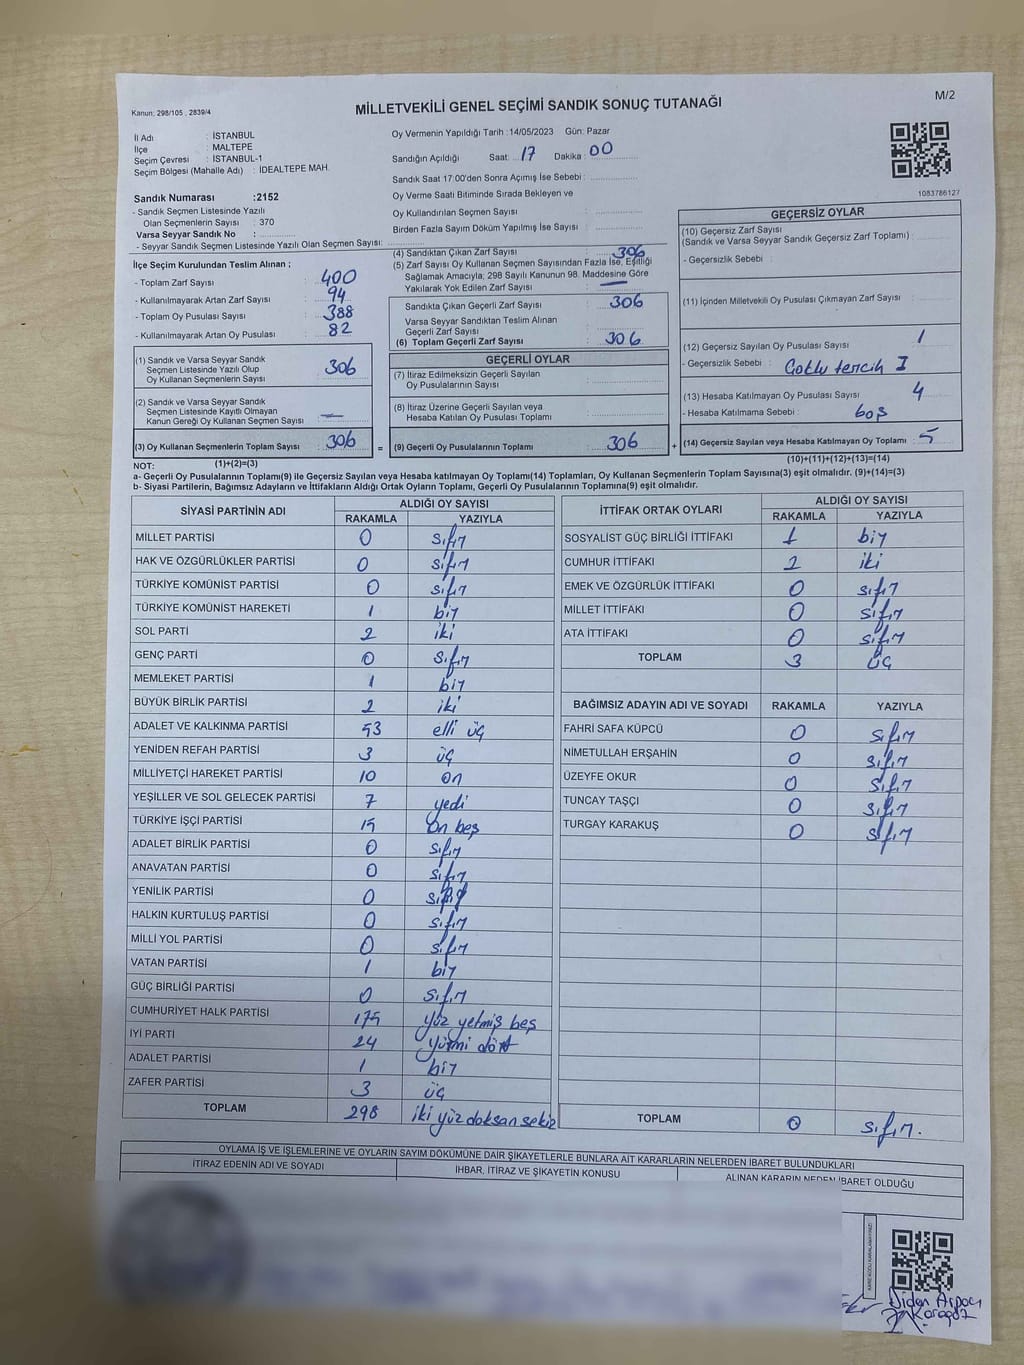 Kanun; 298/105 , 2839/4
MİLLETVEKİLİ GENEL SEÇİMİ SANDIK SONUÇ TUTANAĞI
M/2
İl Adı : İSTANBUL
İlçe : MALTEPE
Seçim Çevresi : İSTANBUL-1
Seçim Bölgesi (Mahalle Adı) : İDEALTEPE MAH.
Oy Vermenin Yapıldığı Tarih :14/05/2023 Gün: Pazar
Sandığın Açıldığı Saat: 17 Dakika : 00
Sandık Saat 17:00'den Sonra Açımış İse Sebebi :
Oy Verme Saati Bitiminde Sırada Bekleyen ve
Oy Kullandırılan Seçmen Sayısı :
Birden Fazla Sayım Döküm Yapılmış İse Sayısı :
1083786127
Sandık Numarası :2152
- Sandık Seçmen Listesinde Yazılı
Olan Seçmenlerin Sayısı : 370
Varsa Seyyar Sandık No :
- Seyyar Sandık Seçmen Listesinde Yazılı Olan Seçmen Sayısı:
İlçe Seçim Kurulundan Teslim Alınan ;
- Toplam Zarf Sayısı : 400
- Kullanılmayarak Artan Zarf Sayısı : 94
- Toplam Oy Pusulası Sayısı : 388
- Kullanılmayarak Artan Oy Pusulası : 82
(1) Sandık ve Varsa Seyyar Sandık
Seçmen Listesinde Yazılı Olup
Oy Kullanan Seçmenlerin Sayısı : 306
(2) Sandık ve Varsa Seyyar Sandık
Seçmen Listesinde Kayıtlı Olmayan
Kanun Gereği Oy Kullanan Seçmen Sayısı : —
(3) Oy Kullanan Seçmenlerin Toplam Sayısı : 306 =
(4) Sandıktan Çıkan Zarf Sayısı : 306
(5) Zarf Sayısı Oy Kullanan Seçmen Sayısından Fazla İse, Eşitliği
Sağlamak Amacıyla; 298 Sayılı Kanunun 98. Maddesine Göre
Yakılarak Yok Edilen Zarf Sayısı : —
Sandıkta Çıkan Geçerli Zarf Sayısı : 306
Varsa Seyyar Sandıktan Teslim Alınan
Geçerli Zarf Sayısı :
(6) Toplam Geçerli Zarf Sayısı : 306
GEÇERLİ OYLAR
(7) İtiraz Edilmeksizin Geçerli Sayılan
Oy Pusulalarının Sayısı :
(8) İtiraz Üzerine Geçerli Sayılan veya
Hesaba Katılan Oy Pusulası Toplamı :
(9) Geçerli Oy Pusulalarının Toplamı : 306 +
GEÇERSİZ OYLAR
(10) Geçersiz Zarf Sayısı
(Sandık ve Varsa Seyyar Sandık Geçersiz Zarf Toplamı) :
- Geçersizlik Sebebi :
(11) İçinden Milletvekili Oy Pusulası Çıkmayan Zarf Sayısı :
(12) Geçersiz Sayılan Oy Pusulası Sayısı : 1
- Geçersizlik Sebebi : Çoklu tercih I
(13) Hesaba Katılmayan Oy Pusulası Sayısı : 4
- Hesaba Katılmama Sebebi : boş
(14) Geçersiz Sayılan veya Hesaba Katılmayan Oy Toplamı : 5
NOT: (1)+(2)=(3)
(10)+(11)+(12)+(13)=(14)
a- Geçerli Oy Pusulalarının Toplamı(9) ile Geçersiz Sayılan veya Hesaba katılmayan Oy Toplamı(14) Toplamları, Oy Kullanan Seçmenlerin Toplam Sayısına(3) eşit olmalıdır. (9)+(14)=(3)
b- Siyasi Partilerin, Bağımsız Adayların ve İttifakların Aldığı Ortak Oyların Toplamı, Geçerli Oy Pusulalarının Toplamına(9) eşit olmalıdır.
SİYASİ PARTİNİN ADI ALDIĞI OY SAYISI
RAKAMLA YAZIYLA
MİLLET PARTİSİ 0 sıfır
HAK VE ÖZGÜRLÜKLER PARTİSİ 0 sıfır
TÜRKİYE KOMÜNİST PARTİSİ 0 sıfır
TÜRKİYE KOMÜNİST HAREKETİ 1 bir
SOL PARTİ 2 iki
GENÇ PARTİ 0 sıfır
MEMLEKET PARTİSİ 1 bir
BÜYÜK BİRLİK PARTİSİ 2 iki
ADALET VE KALKINMA PARTİSİ 53 elli üç
YENİDEN REFAH PARTİSİ 3 üç
MİLLİYETÇİ HAREKET PARTİSİ 10 on
YEŞİLLER VE SOL GELECEK PARTİSİ 7 yedi
TÜRKİYE İŞÇİ PARTİSİ 15 on beş
ADALET BİRLİK PARTİSİ 0 sıfır
ANAVATAN PARTİSİ 0 sıfır
YENİLİK PARTİSİ 0 sıfır
HALKIN KURTULUŞ PARTİSİ 0 sıfır
MİLLİ YOL PARTİSİ 0 sıfır
VATAN PARTİSİ 1 bir
GÜÇ BİRLİĞİ PARTİSİ 0 sıfır
CUMHURİYET HALK PARTİSİ 175 yüz yetmiş beş
İYİ PARTİ 24 yirmi dört
ADALET PARTİSİ 1 bir
ZAFER PARTİSİ 3 üç
TOPLAM 298 iki yüz doksan sekiz
İTTİFAK ORTAK OYLARI ALDIĞI OY SAYISI
RAKAMLA YAZIYLA
SOSYALİST GÜÇ BİRLİĞİ İTTİFAKI 1 bir
CUMHUR İTTİFAKI 2 iki
EMEK VE ÖZGÜRLÜK İTTİFAKI 0 sıfır
MİLLET İTTİFAKI 0 sıfır
ATA İTTİFAKI 0 sıfır
TOPLAM 3 üç
BAĞIMSIZ ADAYIN ADI VE SOYADI RAKAMLA YAZIYLA
FAHRİ SAFA KÜPCÜ 0 sıfır
NİMETULLAH ERŞAHİN 0 sıfır
ÜZEYFE OKUR 0 sıfır
TUNCAY TAŞÇI 0 sıfır
TURGAY KARAKUŞ 0 sıfır
TOPLAM 0 sıfır.
OYLAMA İŞ VE İŞLEMLERİNE VE OYLARIN SAYIM DÖKÜMÜNE DAİR ŞİKAYETLERLE BUNLARA AİT KARARLARIN NELERDEN İBARET BULUNDUKLARI
İTİRAZ EDENİN ADI VE SOYADI İHBAR, İTİRAZ VE ŞİKAYETİN KONUSU ALINAN KARARIN NEDEN İBARET OLDUĞU
KARE KODU KARALAMAYINIZ!